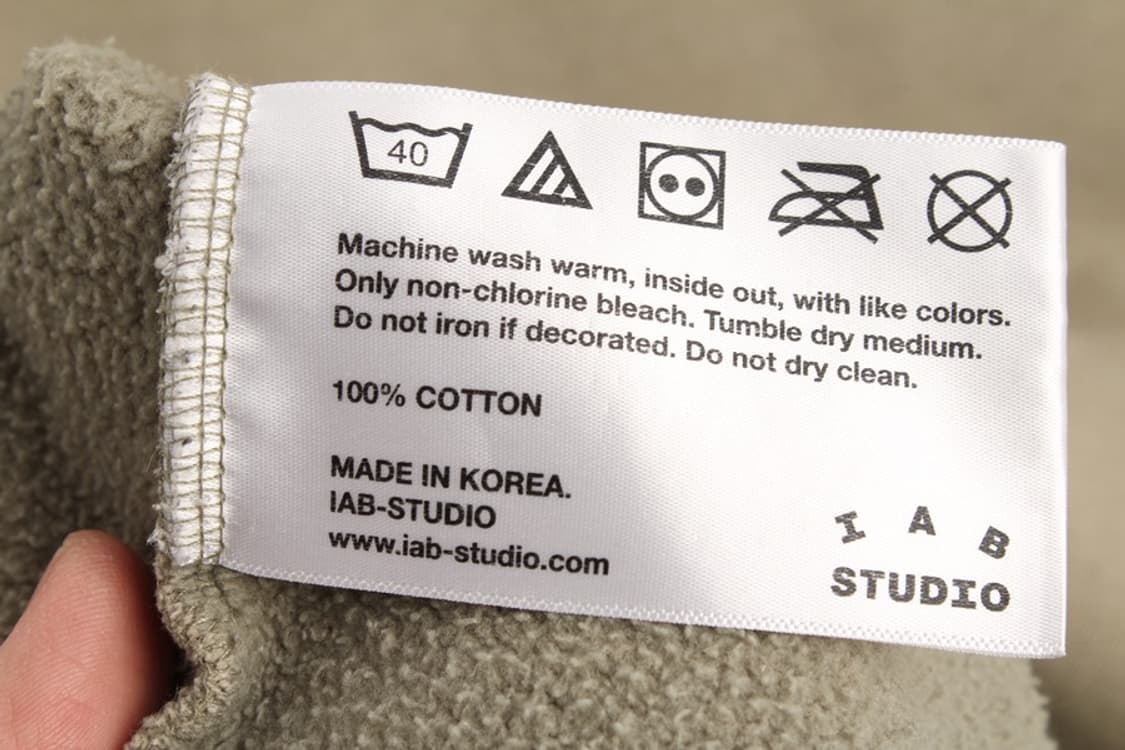 40
Machine wash warm, inside out, with like colors.
Only non-chlorine bleach. Tumble dry medium.
Do not iron if decorated. Do not dry clean.
100% COTTON
MADE IN KOREA.
IAB-STUDIO
www.iab-studio.com
I A B
STUDIO